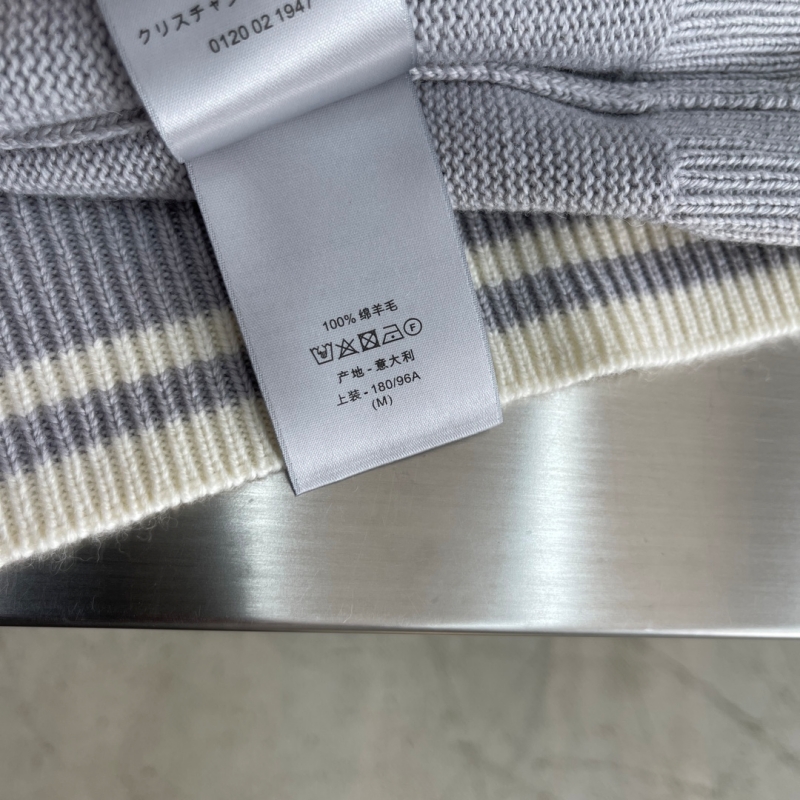 クリスチャン
0120 02 1947
100% 绵羊毛
F
产地 - 意大利
上装 - 180/96A
(M)